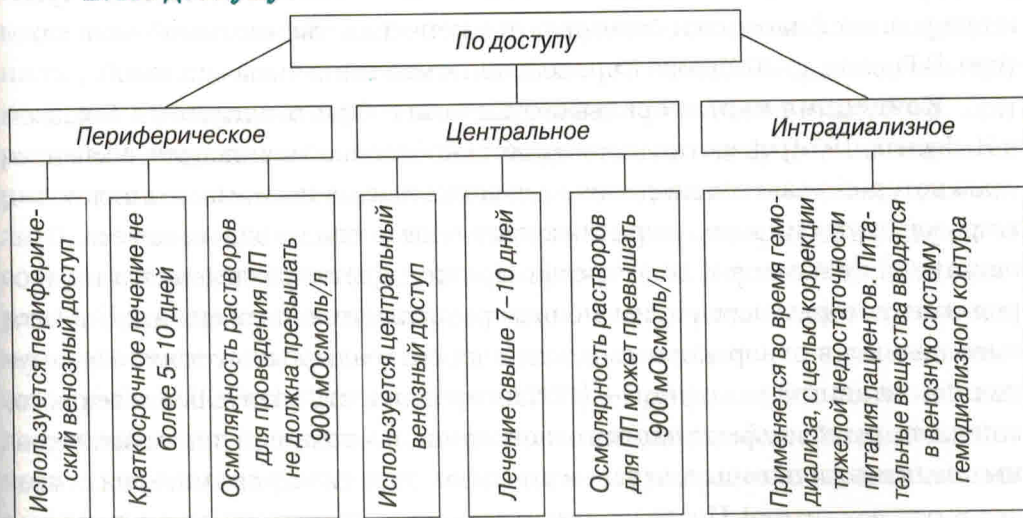 По доступу
Периферическое
Центральное
Интрадиализное
Используется перифериче-
ский венозный доступ
Краткосрочное лечение не
более 5–10 дней
Осмолярность растворов
для проведения ПП
не должна превышать
900 мОмоль/л
Используется центральный
венозный доступ
Лечение свыше 7–10 дней
Осмолярность растворов
для ПП может превышать
900 мОсмоль/л
Применяется во время гемо-
диализа, с целью коррекции
тяжелой недостаточности
питания пациентов. Пита-
тельные вещества вводятся
в венозную систему
гемодиального контура